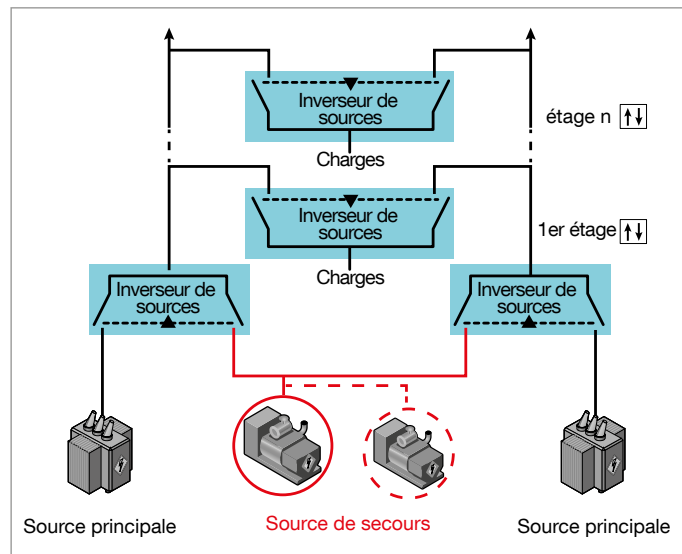 Inverseur de
sources
étage n
Charges
Inverseur de
sources
1er étage
Charges
Inverseur de
sources
Inverseur de
sources
Source principale
Source de secours
Source principale